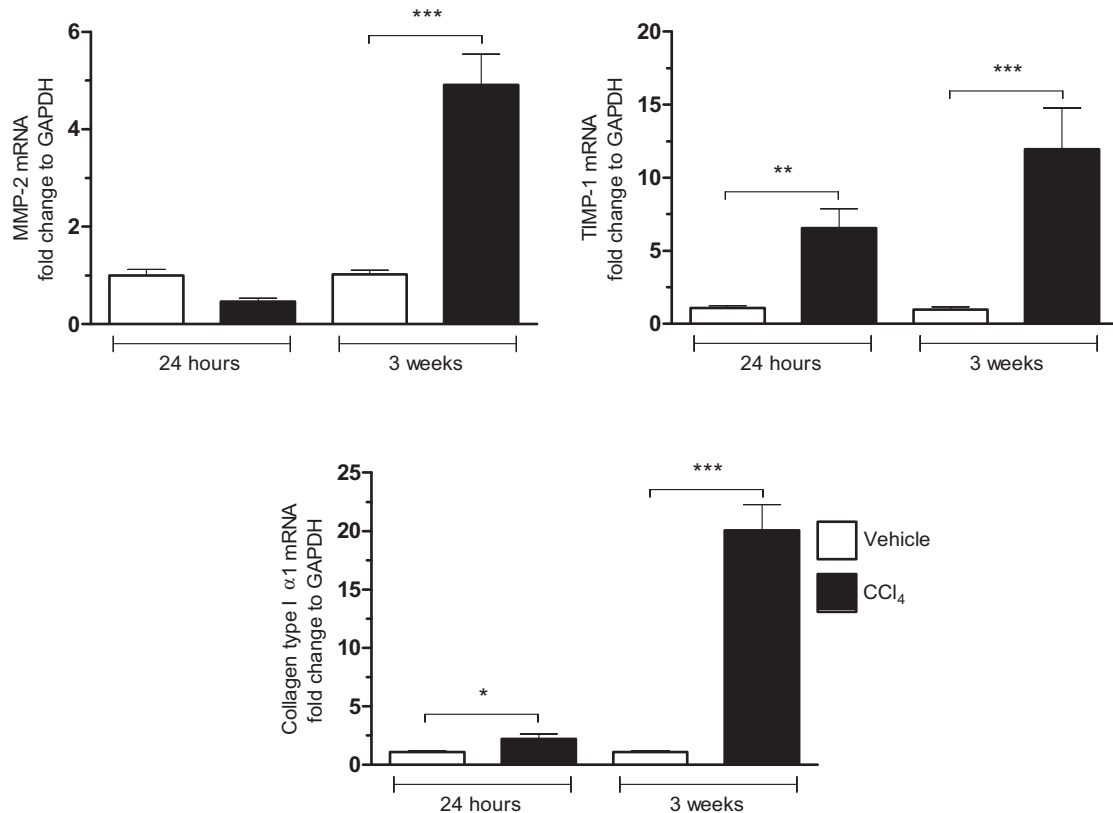 MMP-2 mRNA
fold change to GAPDH
6
4
2
0
***
24 hours
3 weeks
TIMP-1 mRNA
fold change to GAPDH
20
15
10
5
0
**
***
24 hours
3 weeks
Collagen type I α1 mRNA
fold change to GAPDH
25
20
15
10
5
0
*
***
24 hours
3 weeks
Vehicle
CCl₄